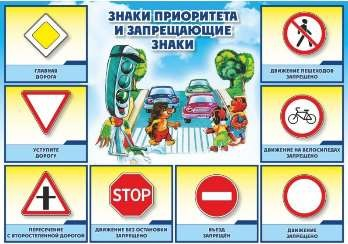 ЗНАКИ ПРИОРИТЕТА
И ЗАПРЕЩАЮЩИЕ
ЗНАКИ
ГЛАВНАЯ
ДОРОГА
ДВИЖЕНИЕ ПЕШЕХОДОВ
ЗАПРЕЩЕНО
УСТУПИТЕ
ДОРОГУ
ДВИЖЕНИЕ НА ВЕЛОСИПЕДАХ
ЗАПРЕЩЕНО
ПЕРЕСЕЧЕНИЕ
С ВТОРОСТЕПЕННОЙ ДОРОГОЙ
STOP
ДВИЖЕНИЕ БЕЗ ОСТАНОВКИ
ЗАПРЕЩЕНО
ВЪЕЗД
ЗАПРЕЩЁН
ДВИЖЕНИЕ
ЗАПРЕЩЕНО